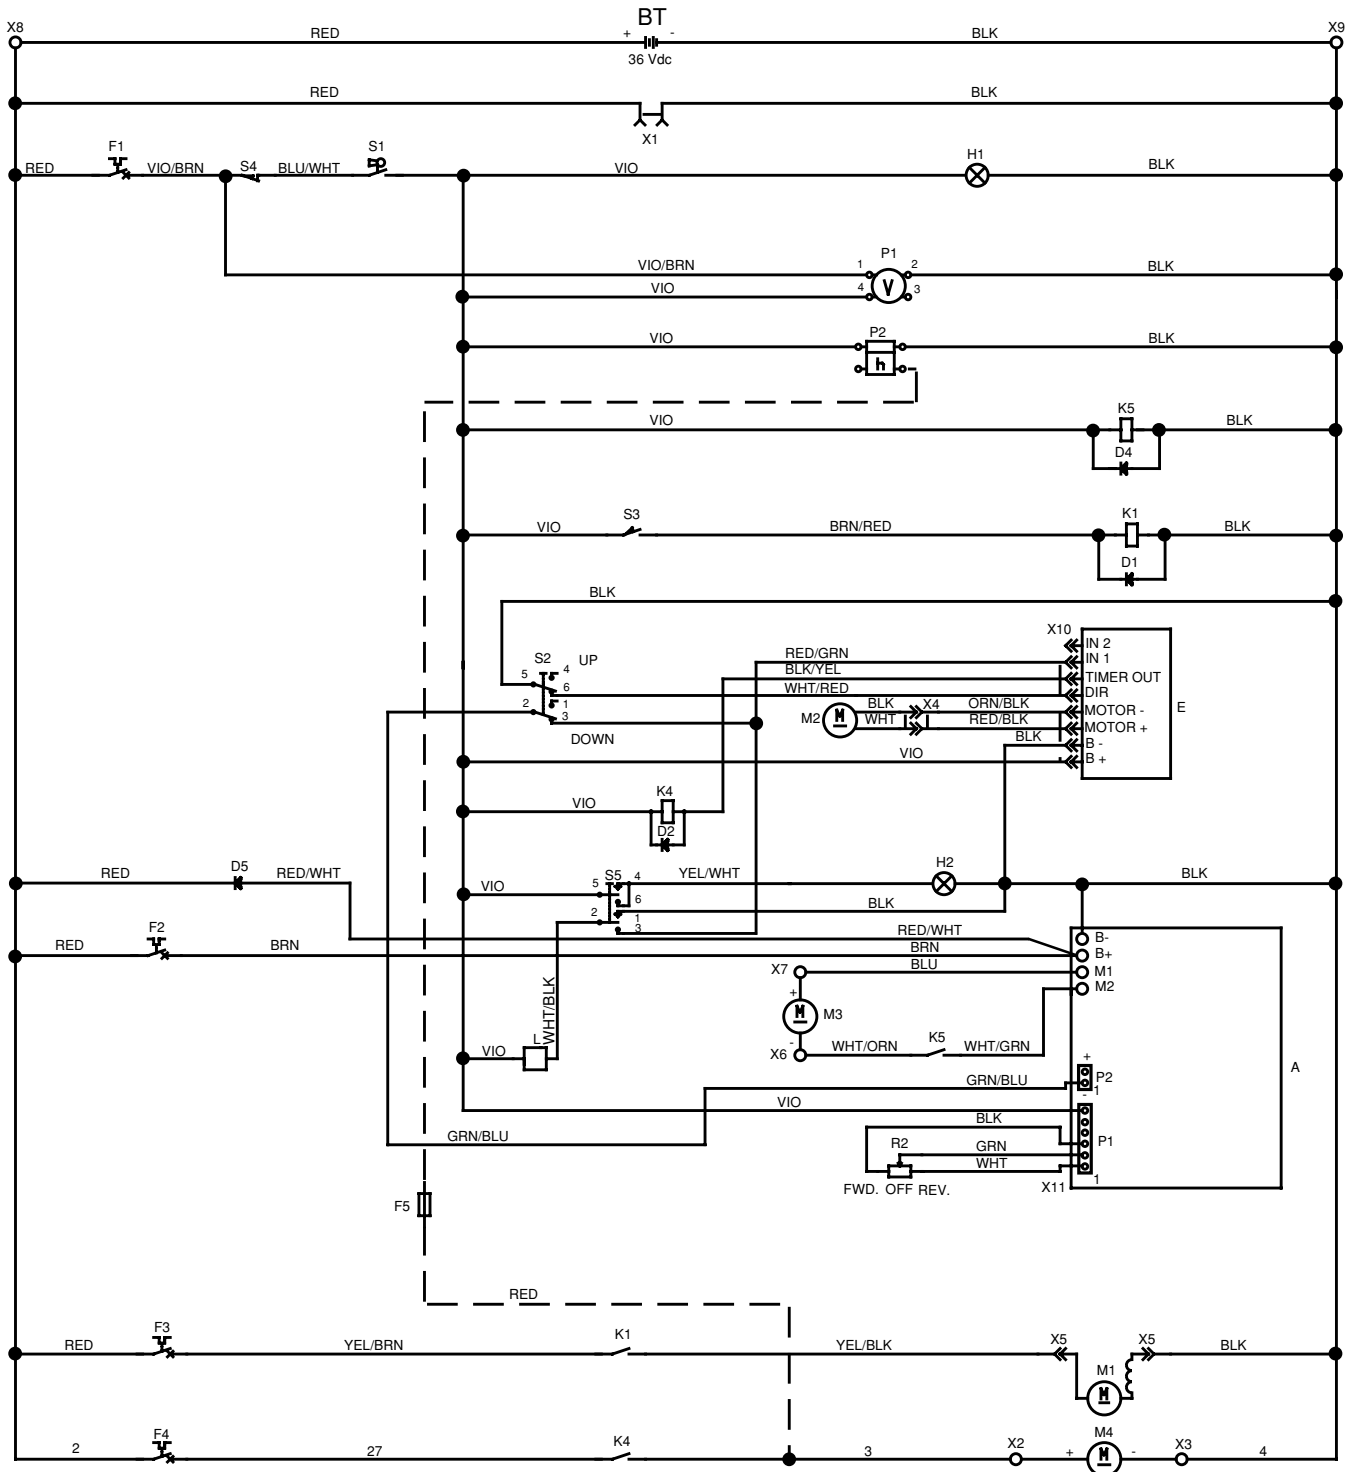 BT
X8 RED + - BLK X9
36 Vdc
RED BLK
X1
F1 S1 H1
RED VIO/BRN S4 BLU/WHT VIO BLK
P1
VIO/BRN 1 2 BLK
VIO 4 V 3
P2
VIO BLK
h
K5
VIO BLK
D4
S3 K1
VIO BRN/RED BLK
D1
BLK
X10
IN 2
RED/GRN IN 1
S2 UP 4 BLK/YEL TIMER OUT
5 6 WHT/RED DIR
2 1 BLK X4 ORN/BLK MOTOR - E
3 M2 M WHT RED/BLK MOTOR +
DOWN BLK B -
VIO B +
K4
VIO
D2
D5 S5 H2
RED RED/WHT 5 4 YEL/WHT BLK
VIO 6
2 1 BLK
3
F2 RED/WHT B-
RED BRN BRN B+
X7 BLU M1
M2
+
M M3
- K5
X6 WHT/ORN WHT/GRN
WHT/BLK
L
VIO
+
A
GRN/BLU P2
- 1
VIO
BLK
GRN/BLU R2 GRN P1
WHT
FWD. OFF REV. X11 1
F5
RED
F3 K1 X5 X5
RED YEL/BRN YEL/BLK BLK
M1
M
F4 K4 X2 M4 X3
2 27 3 + M - 4